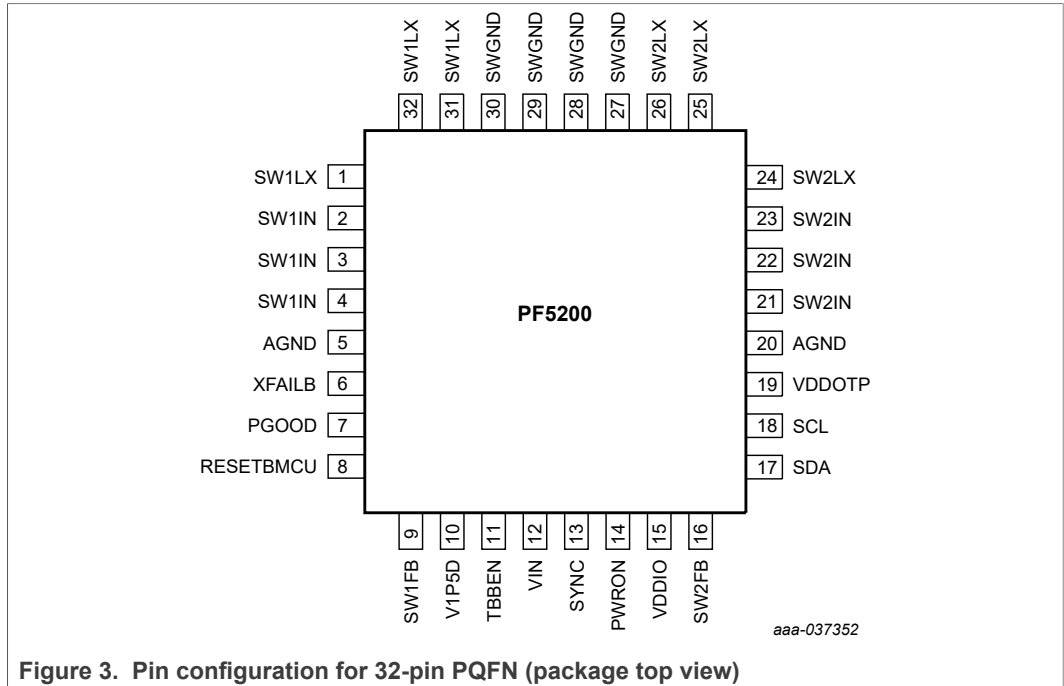 SW1LX SW1LX SWGND SWGND SWGND SWGND SW2LX SW2LX
32 31 30 29 28 27 26 25
SW1LX 1 24 SW2LX
SW1IN 2 23 SW2IN
SW1IN 3 22 SW2IN
SW1IN 4 21 SW2IN
PF5200
AGND 5 20 AGND
XFAILB 6 19 VDDOTP
PGOOD 7 18 SCL
RESETBMCU 8 17 SDA
9 10 11 12 13 14 15 16
SW1FB V1P5D TBBEN VIN SYNC PWRON VDDIO SW2FB
aaa-037352
Figure 3. Pin configuration for 32-pin PQFN (package top view)